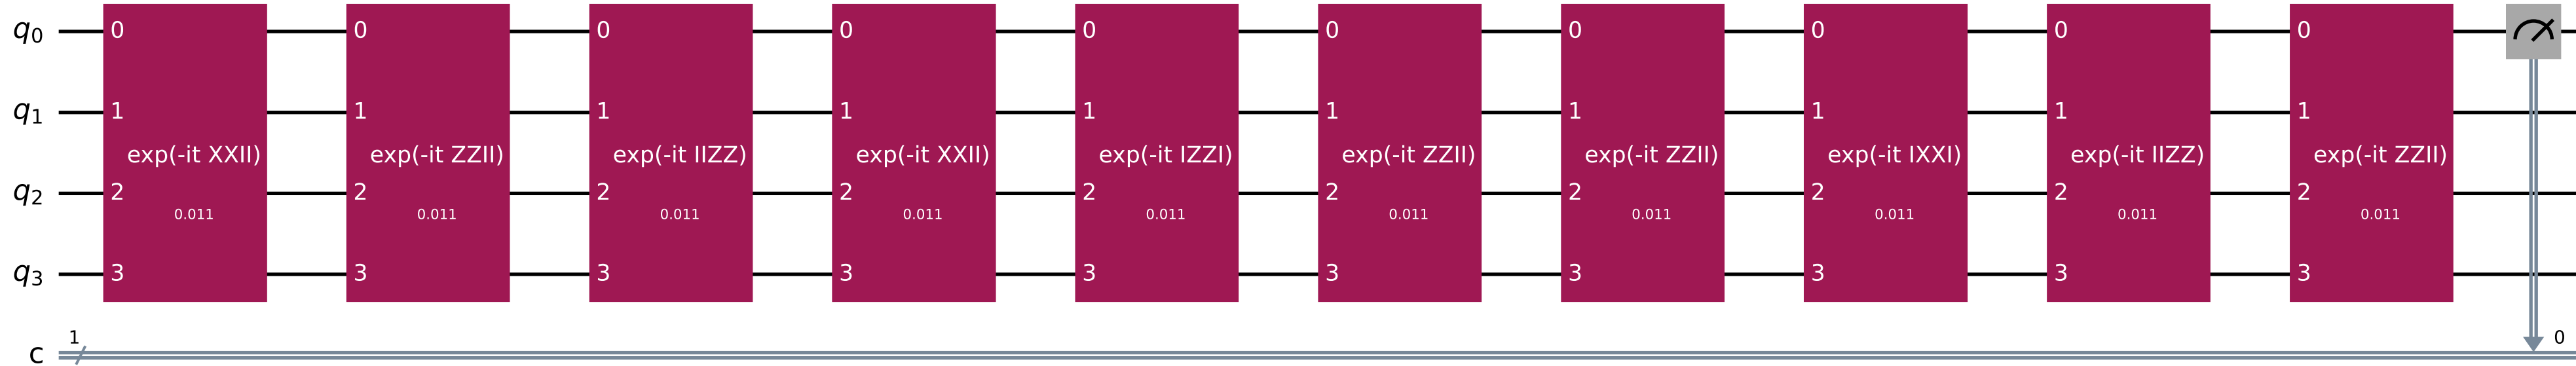 q0 0 0 0 0 0 0 0 0 0 0
q1 1 1 1 1 1 1 1 1 1 1
exp(-it XXII) exp(-it ZZII) exp(-it IIZZ) exp(-it XXII) exp(-it IZZI) exp(-it ZZII) exp(-it ZZII) exp(-it IXXI) exp(-it IIZZ) exp(-it ZZII)
q2 2 2 2 2 2 2 2 2 2 2
0.011 0.011 0.011 0.011 0.011 0.011 0.011 0.011 0.011 0.011
q3 3 3 3 3 3 3 3 3 3 3
1 0
c